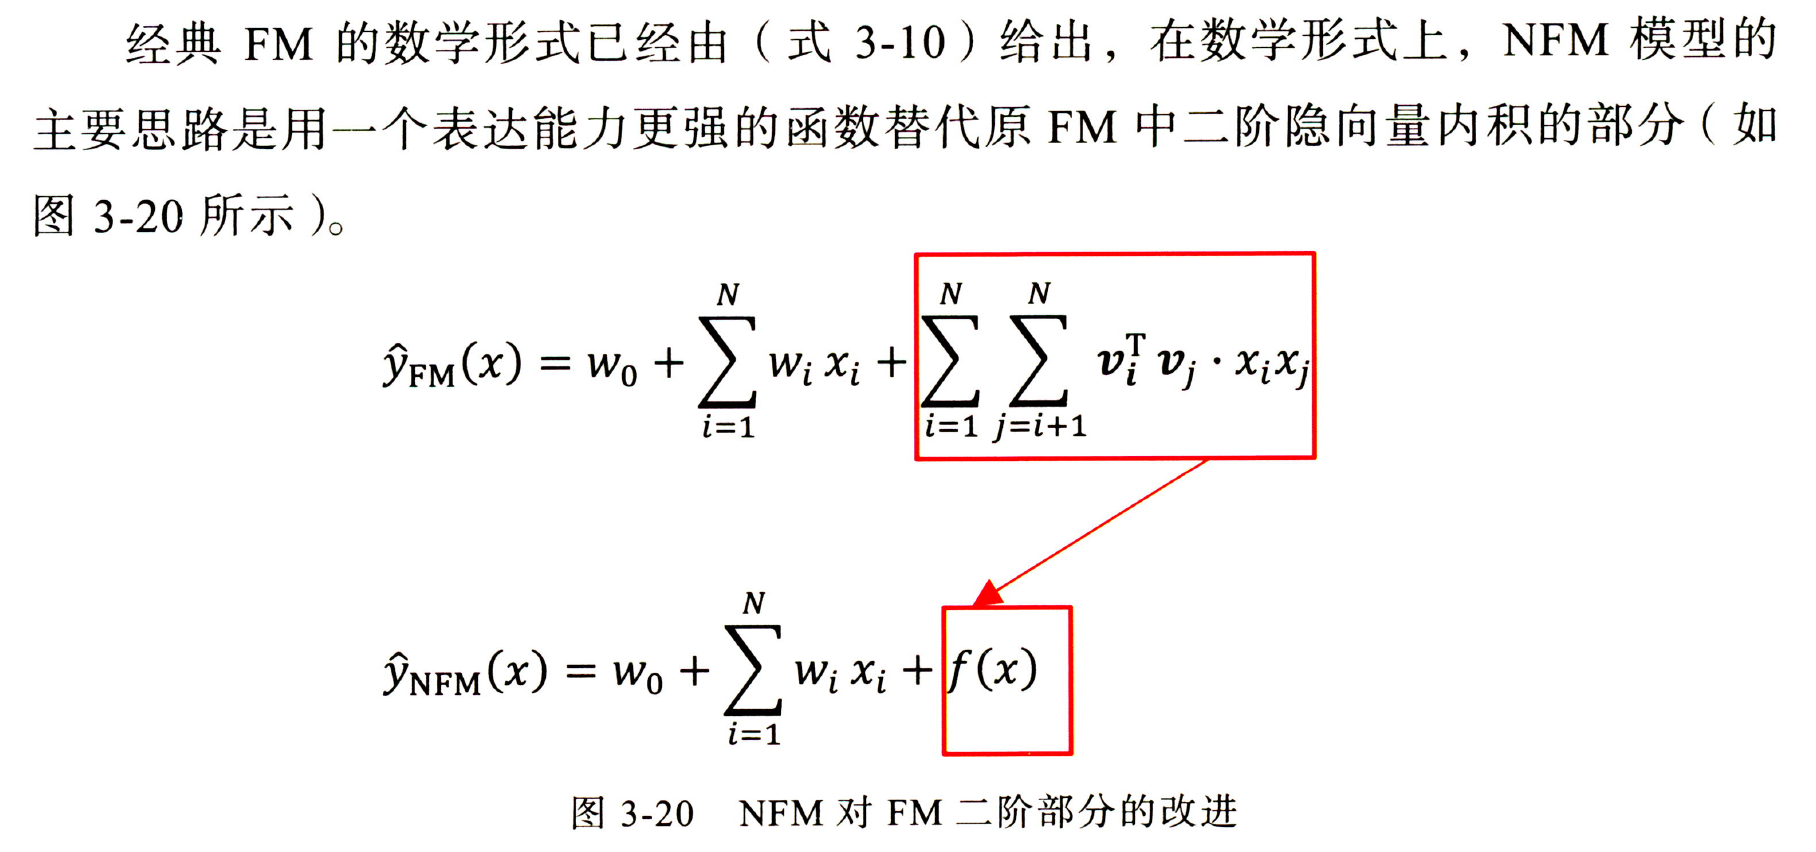 经典 FM 的数学形式已经由（式 3-10）给出，在数学形式上，NFM 模型的
主要思路是用一个表达能力更强的函数替代原 FM 中二阶隐向量内积的部分（如
图 3-20 所示）。
$\hat{y}_{\mathrm{FM}}(x) = w_0 + \sum_{i=1}^{N} w_i x_i + \sum_{i=1}^{N} \sum_{j=i+1}^{N} \boldsymbol{v}_i^{\mathrm{T}} \boldsymbol{v}_j \cdot x_i x_j$
$\hat{y}_{\mathrm{NFM}}(x) = w_0 + \sum_{i=1}^{N} w_i x_i + f(x)$
图 3-20　NFM 对 FM 二阶部分的改进